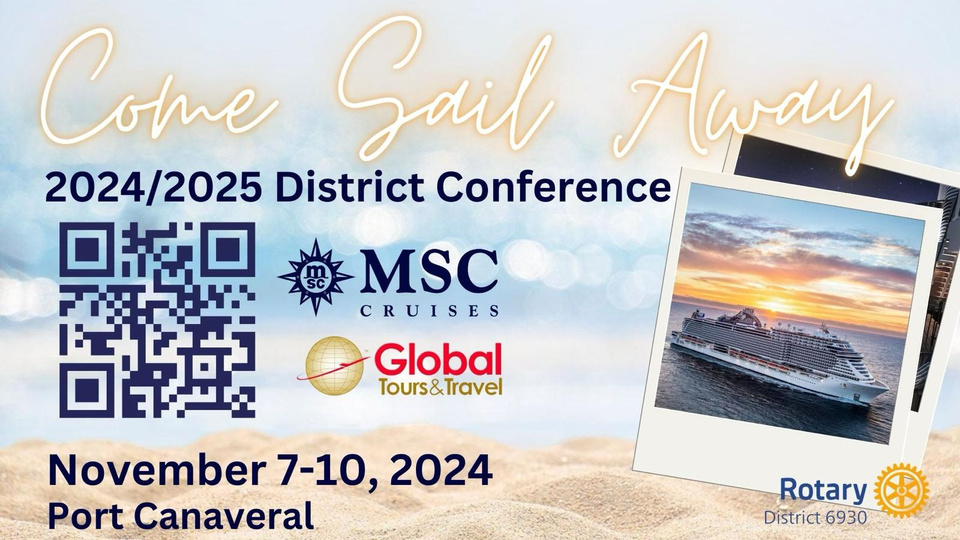 Come Sail Away
2024/2025 District Conference
msc
MSC
CRUISES
Global
Tours&Travel
November 7-10, 2024
Port Canaveral
Rotary
District 6930